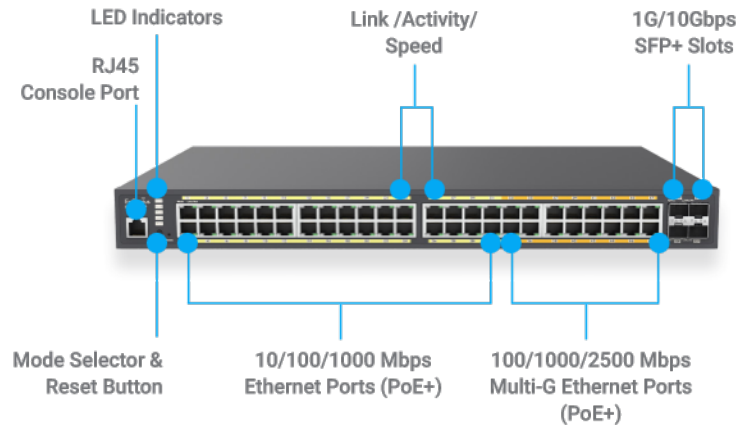 LED Indicators
Link /Activity/
Speed
1G/10Gbps
SFP+ Slots
RJ45
Console Port
Mode Selector &
Reset Button
10/100/1000 Mbps
Ethernet Ports (PoE+)
100/1000/2500 Mbps
Multi-G Ethernet Ports
(PoE+)